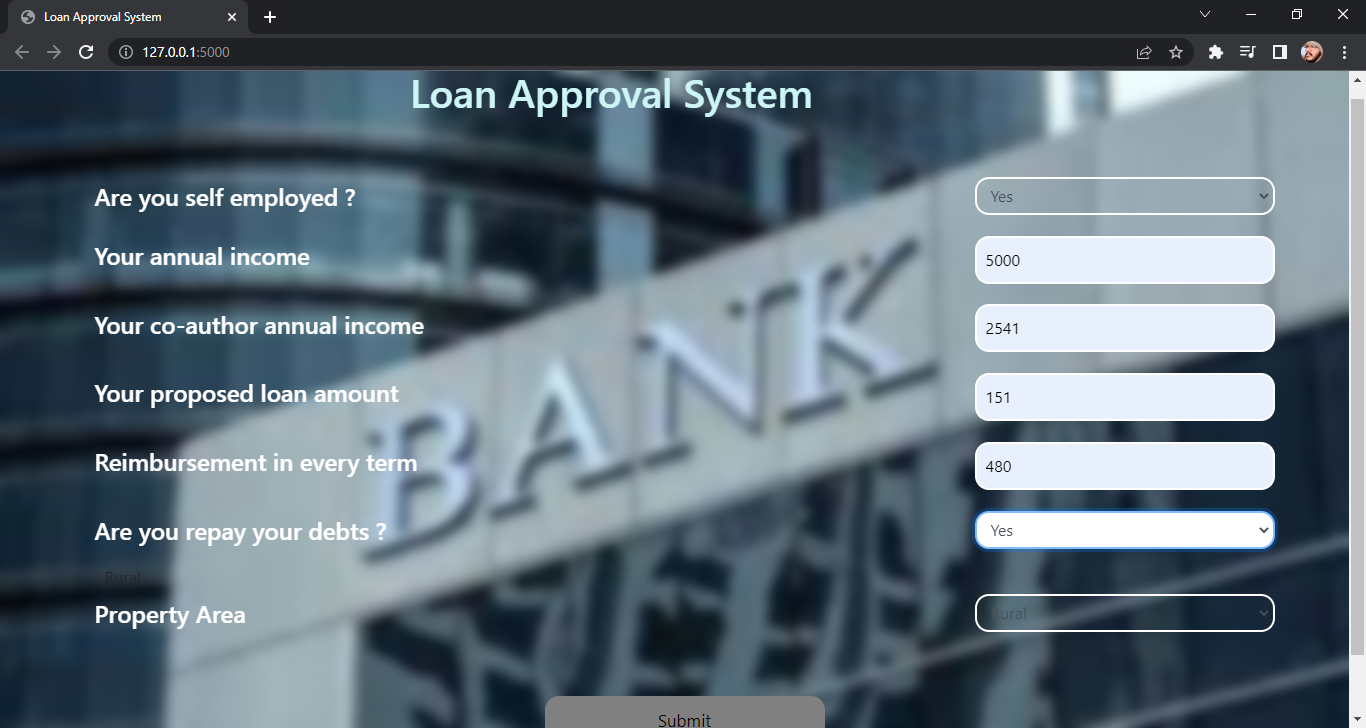 Loan Approval System
127.0.0.1:5000
Loan Approval System
Are you self employed ? Yes
Your annual income 5000
Your co-author annual income 2541
Your proposed loan amount 151
Reimbursement in every term 480
Are you repay your debts ? Yes
Rural
Property Area Rural
BANK
Submit